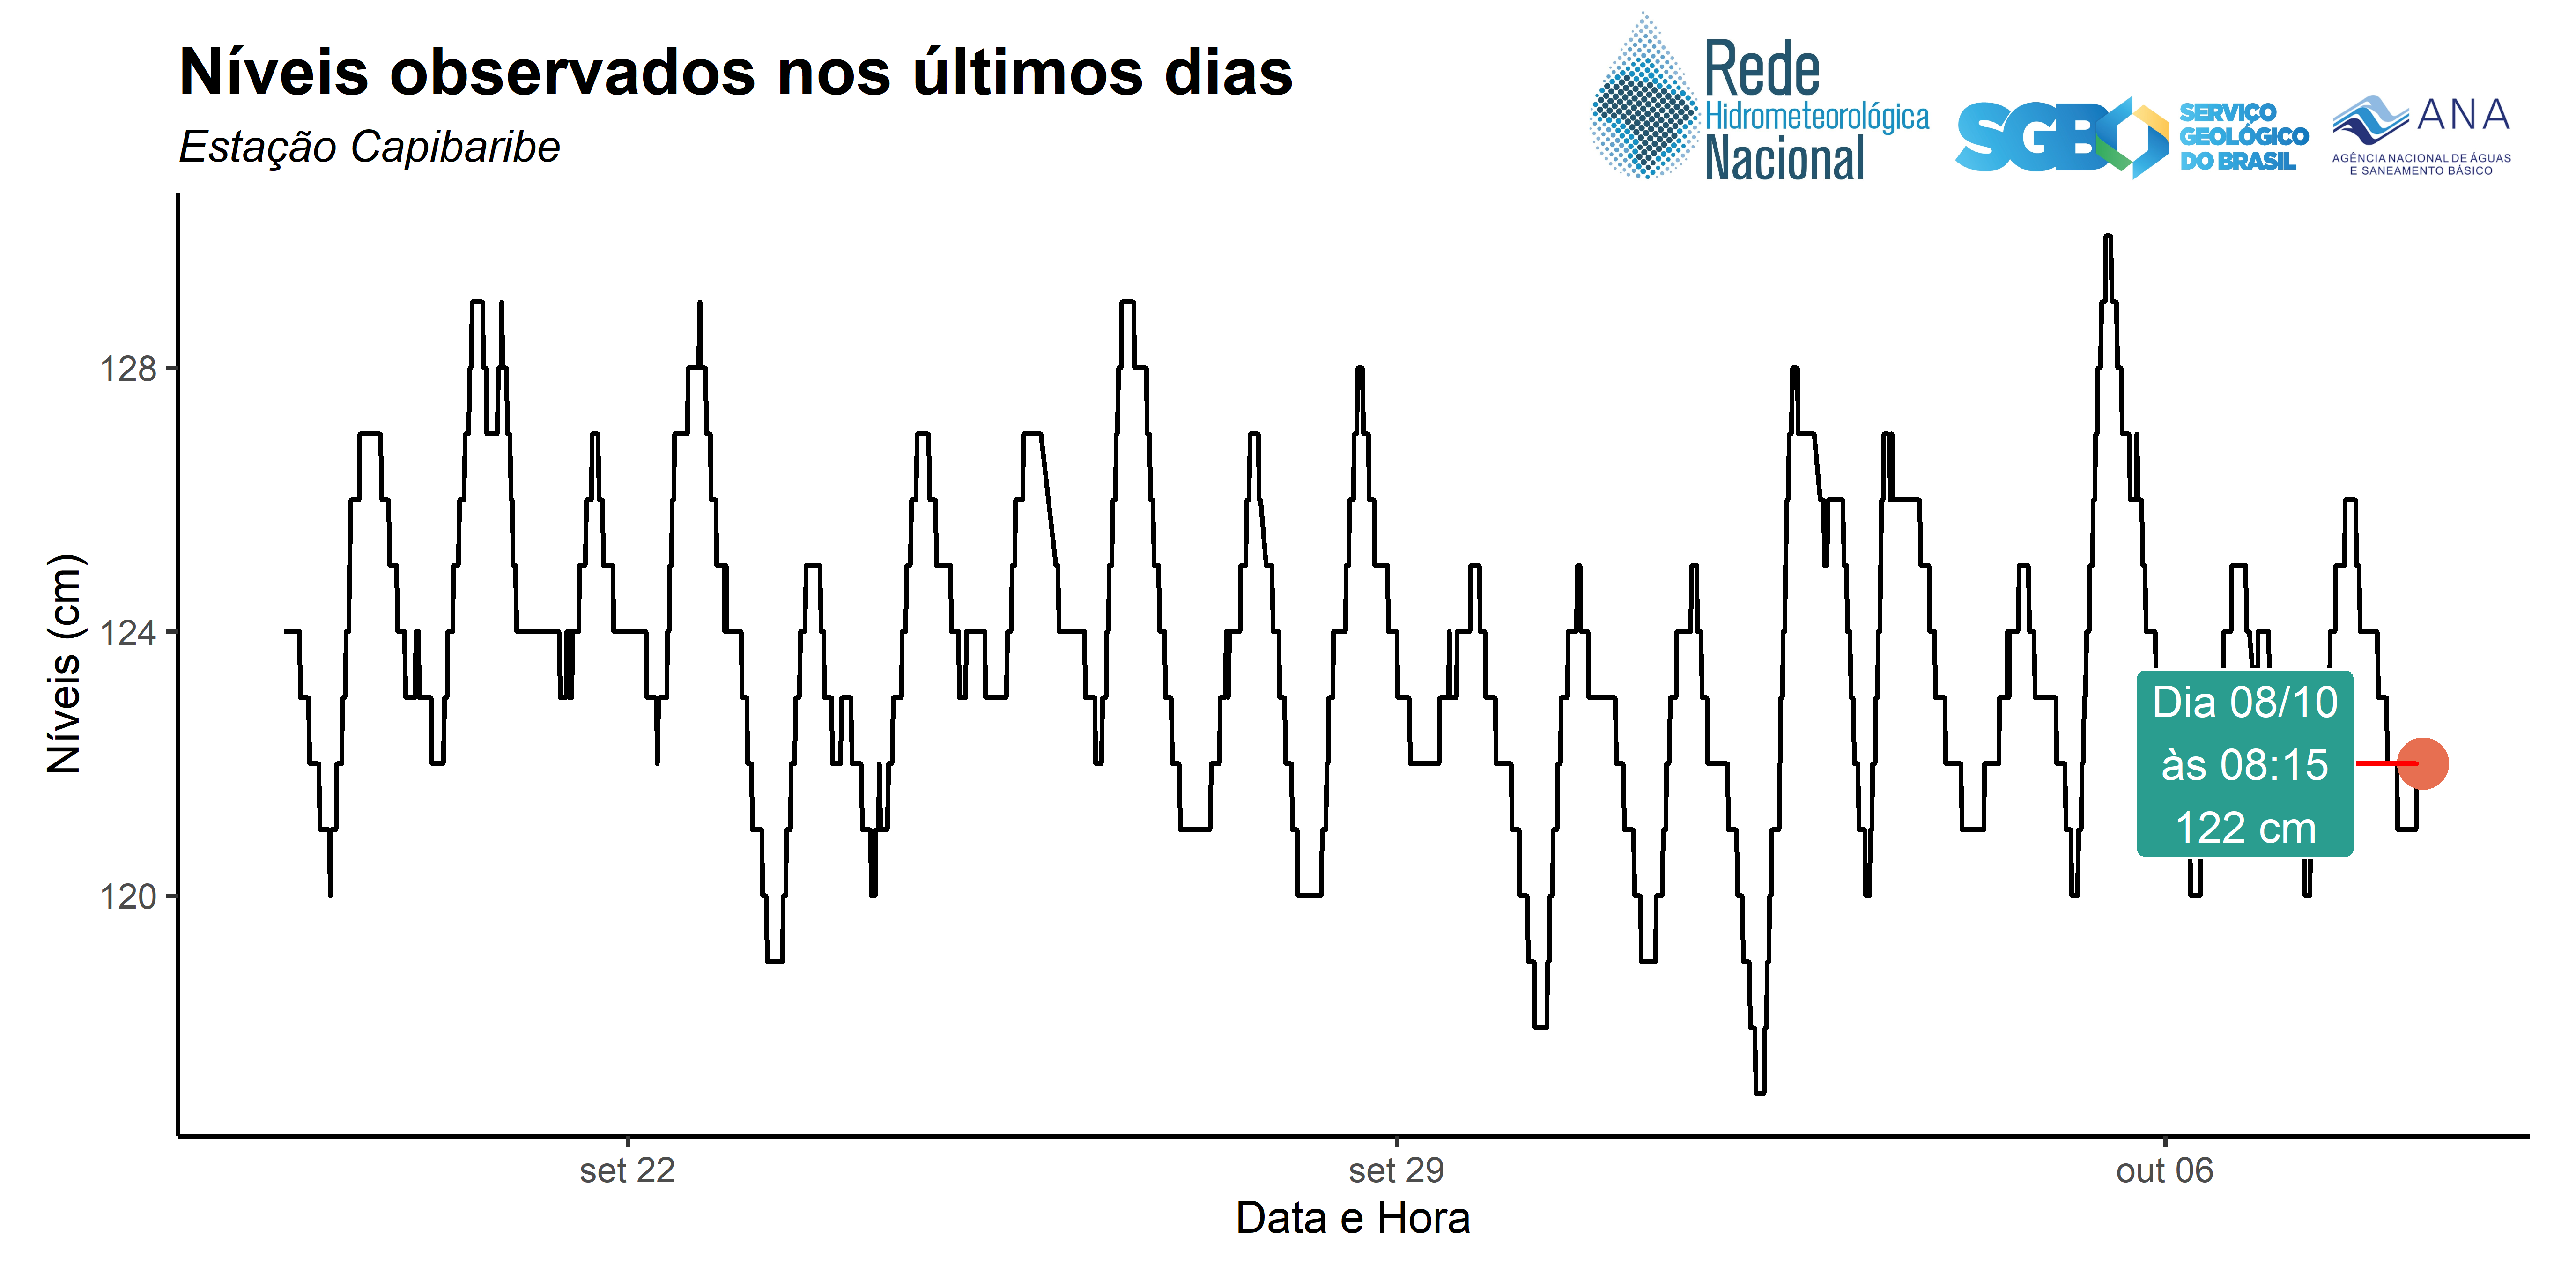 Níveis observados nos últimos dias
Estação Capibaribe
Rede
Hidrometeorológica
Nacional
SGB
SERVIÇO
GEOLÓGICO
DO BRASIL
ANA
AGÊNCIA NACIONAL DE ÁGUAS
E SANEAMENTO BÁSICO
Níveis (cm)
128
124
120
Dia 08/10
às 08:15
122 cm
set 22
set 29
out 06
Data e Hora